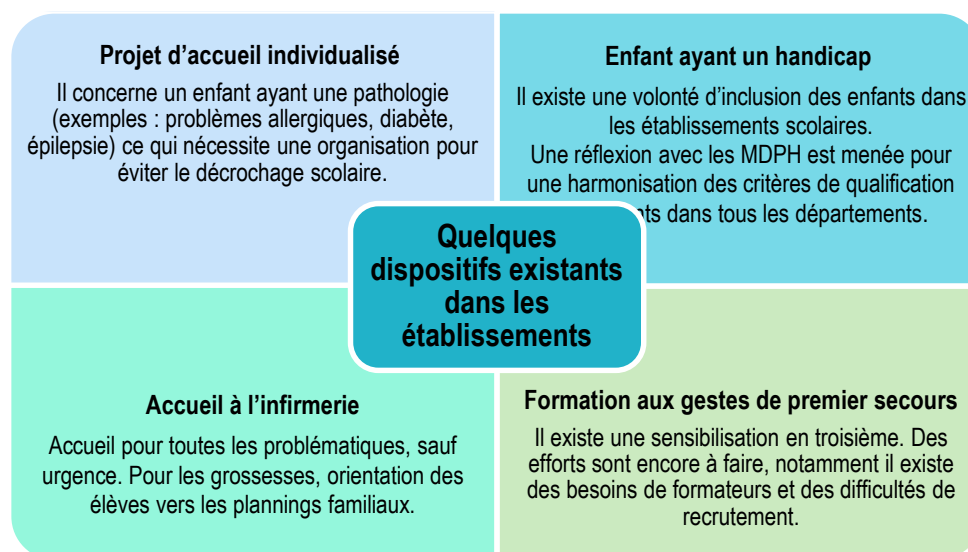 Projet d’accueil individualisé
Il concerne un enfant ayant une pathologie
(exemples : problèmes allergiques, diabète,
épilepsie) ce qui nécessite une organisation pour
éviter le décrochage scolaire.
Enfant ayant un handicap
Il existe une volonté d’inclusion des enfants dans
les établissements scolaires.
Une réflexion avec les MDPH est menée pour
une harmonisation des critères de qualification
dans tous les départements.
Quelques
dispositifs existants
dans les
établissements
Accueil à l’infirmerie
Accueil pour toutes les problématiques, sauf
urgence. Pour les grossesses, orientation des
élèves vers les plannings familiaux.
Formation aux gestes de premier secours
Il existe une sensibilisation en troisième. Des
efforts sont encore à faire, notamment il existe
des besoins de formateurs et des difficultés de
recrutement.